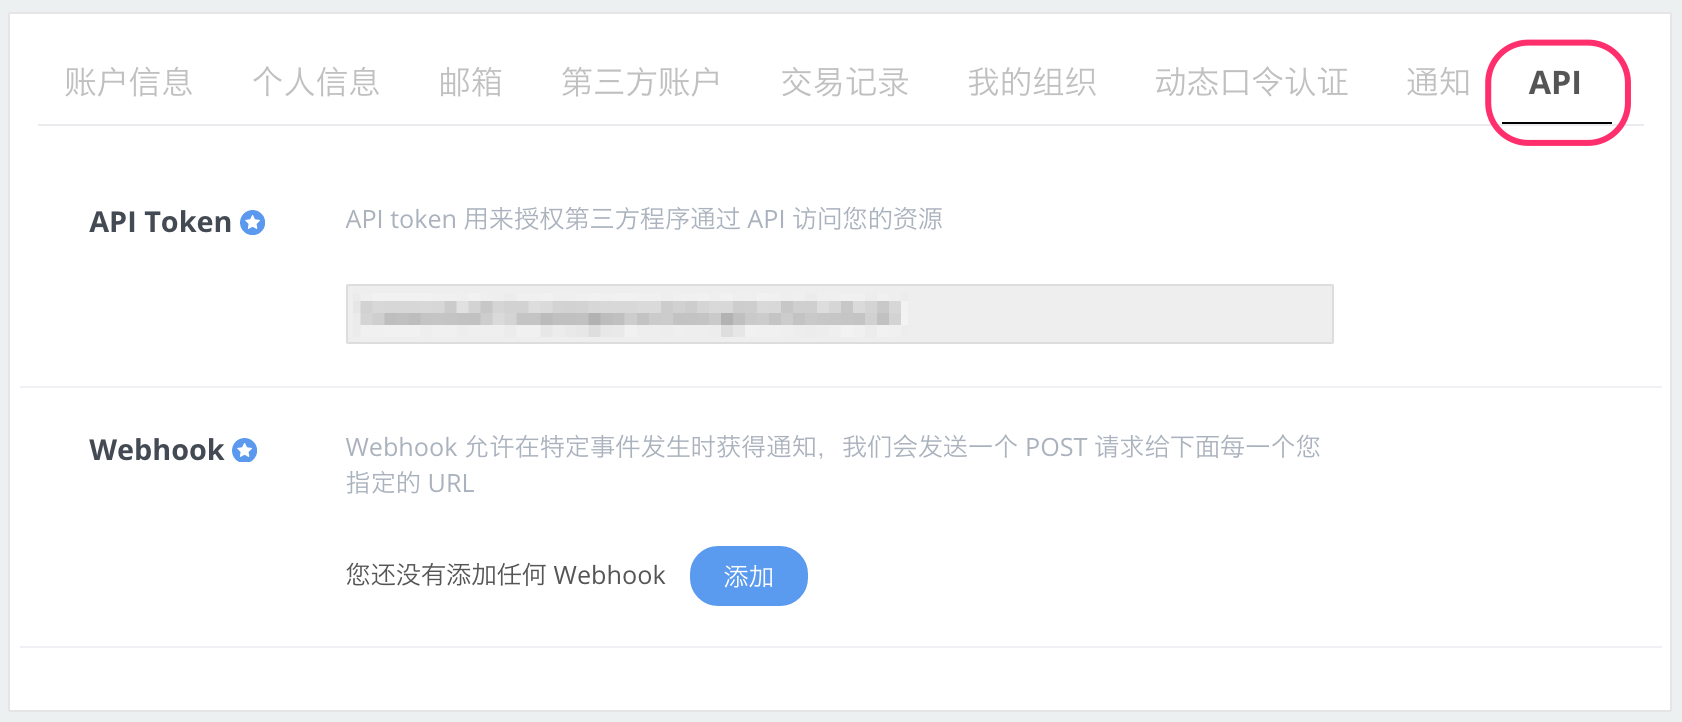 账户信息 个人信息 邮箱 第三方账户 交易记录 我的组织 动态口令认证 通知 API
API Token API token 用来授权第三方程序通过 API 访问您的资源
Webhook Webhook 允许在特定事件发生时获得通知，我们会发送一个 POST 请求给下面每一个您
指定的 URL
您还没有添加任何 Webhook 添加